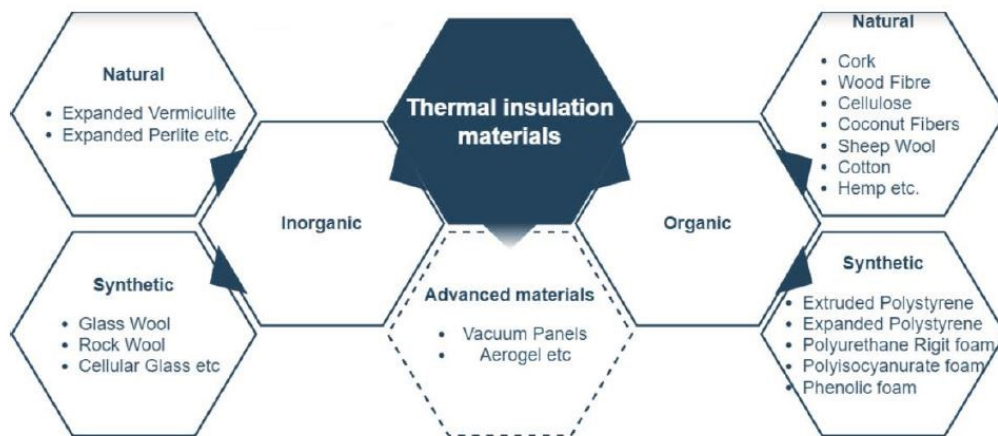 Thermal insulation
materials
Inorganic
Natural
Expanded Vermiculite
Expanded Perlite etc.
Synthetic
Glass Wool
Rock Wool
Cellular Glass etc
Advanced materials
Vacuum Panels
Aerogel etc
Organic
Natural
Cork
Wood Fibre
Cellulose
Coconut Fibers
Sheep Wool
Cotton
Hemp etc.
Synthetic
Extruded Polystyrene
Expanded Polystyrene
Polyurethane Rigit foam
Polyisocyanurate foam
Phenolic foam